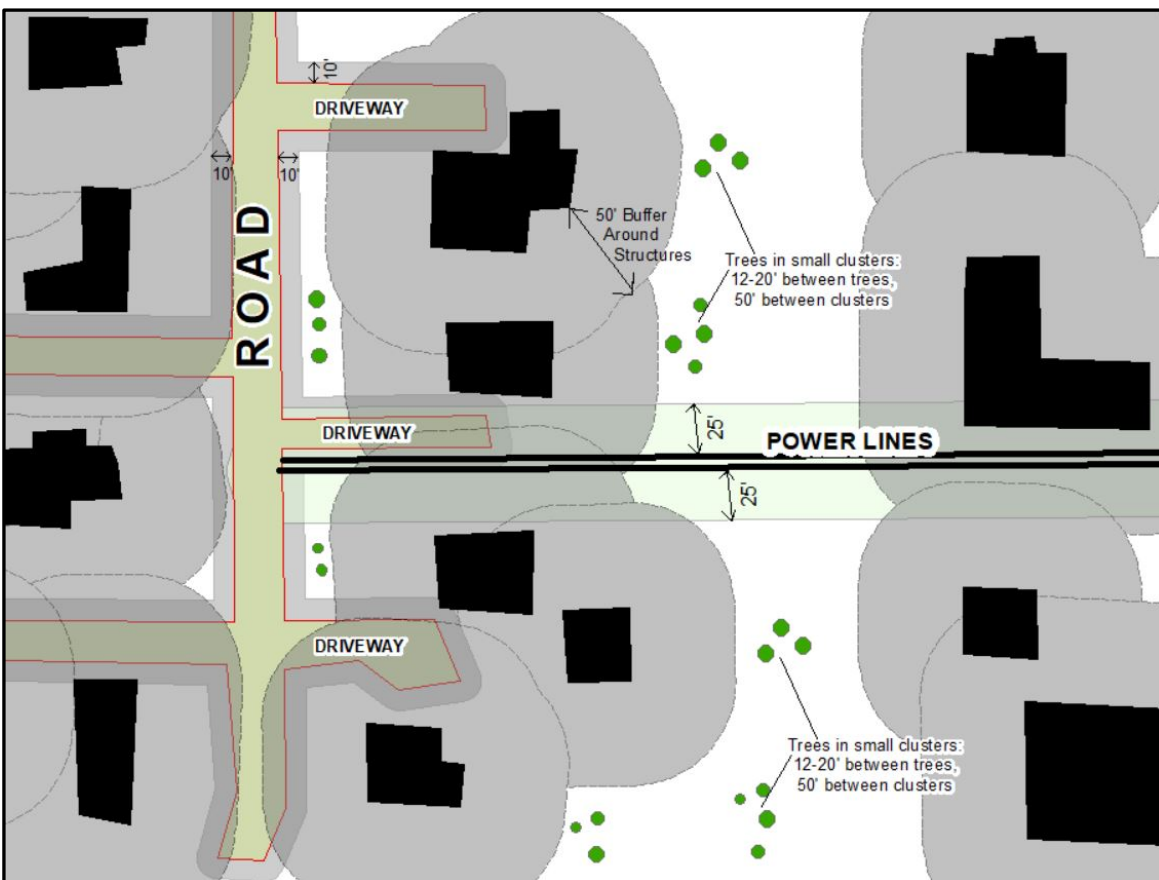 10'
DRIVEWAY
10'
10'
ROAD
50' Buffer
Around
Structures
Trees in small clusters:
12-20' between trees,
50' between clusters
DRIVEWAY
25'
POWER LINES
25'
DRIVEWAY
Trees in small clusters:
12-20' between trees,
50' between clusters